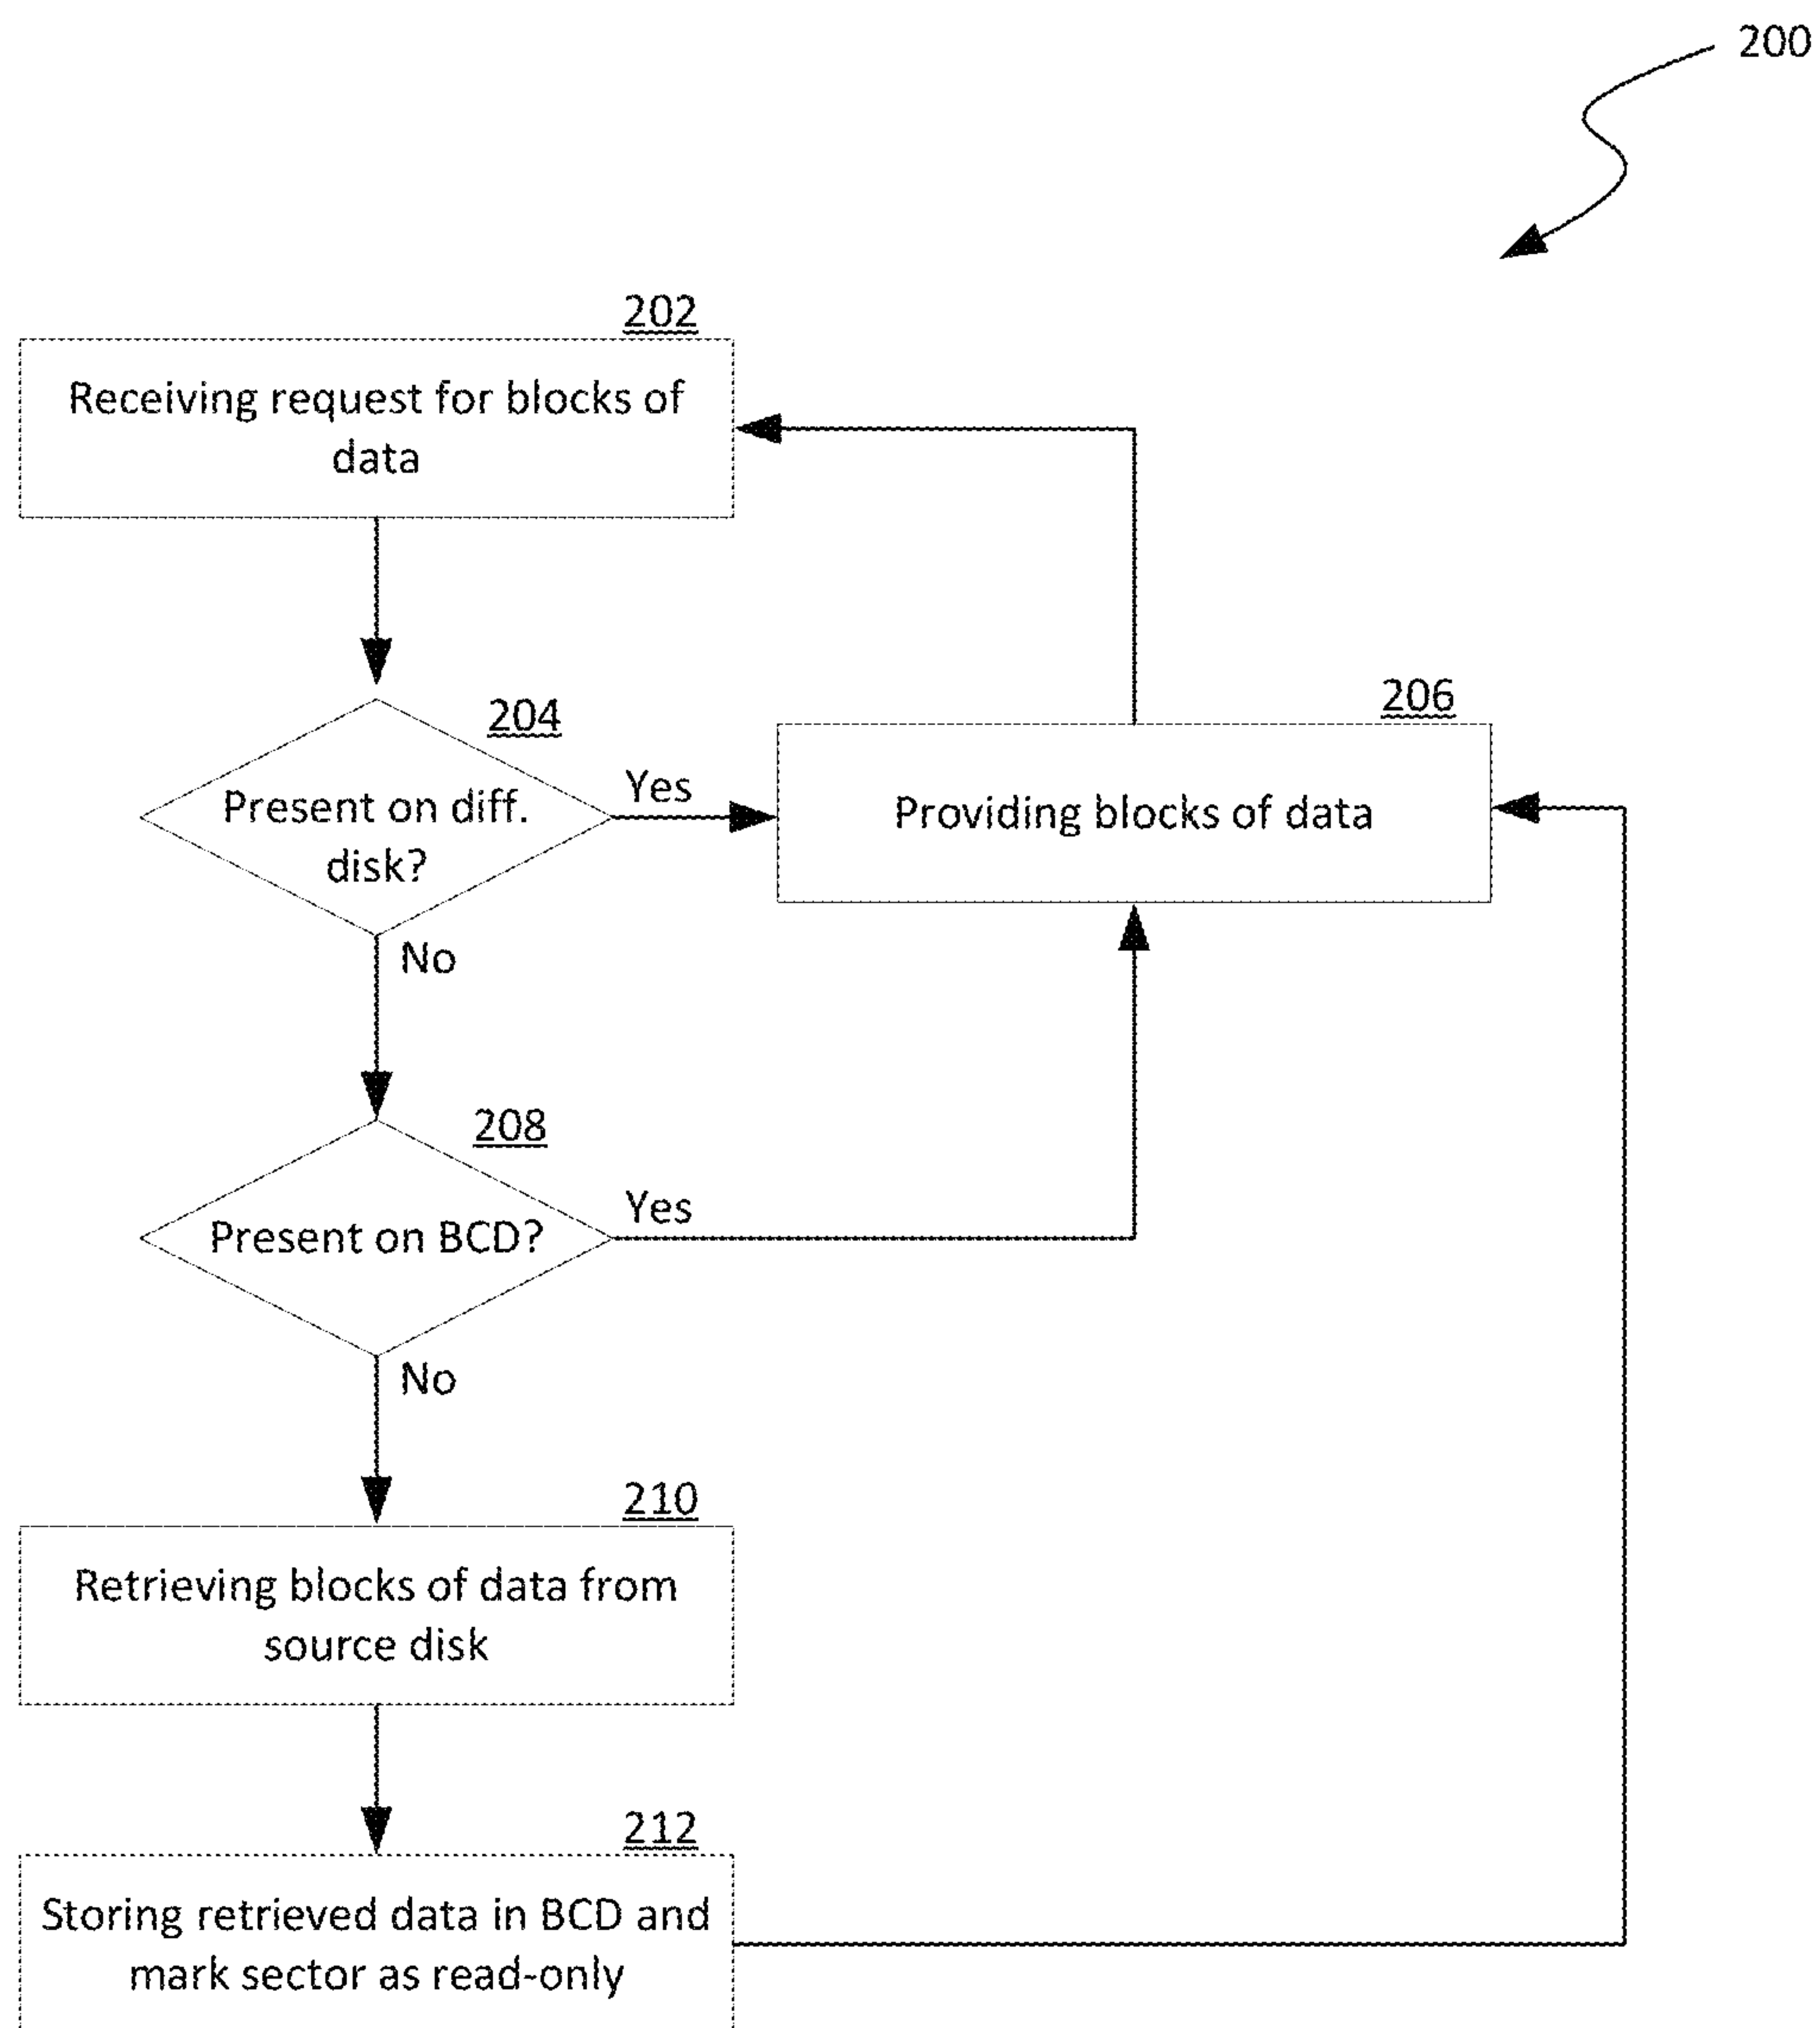 200
202
Receiving request for blocks of
data
204
Present on diff.
disk?
Yes
206
Providing blocks of data
No
208
Present on BCD?
Yes
No
210
Retrieving blocks of data from
source disk
212
Storing retrieved data in BCD and
mark sector as read-only